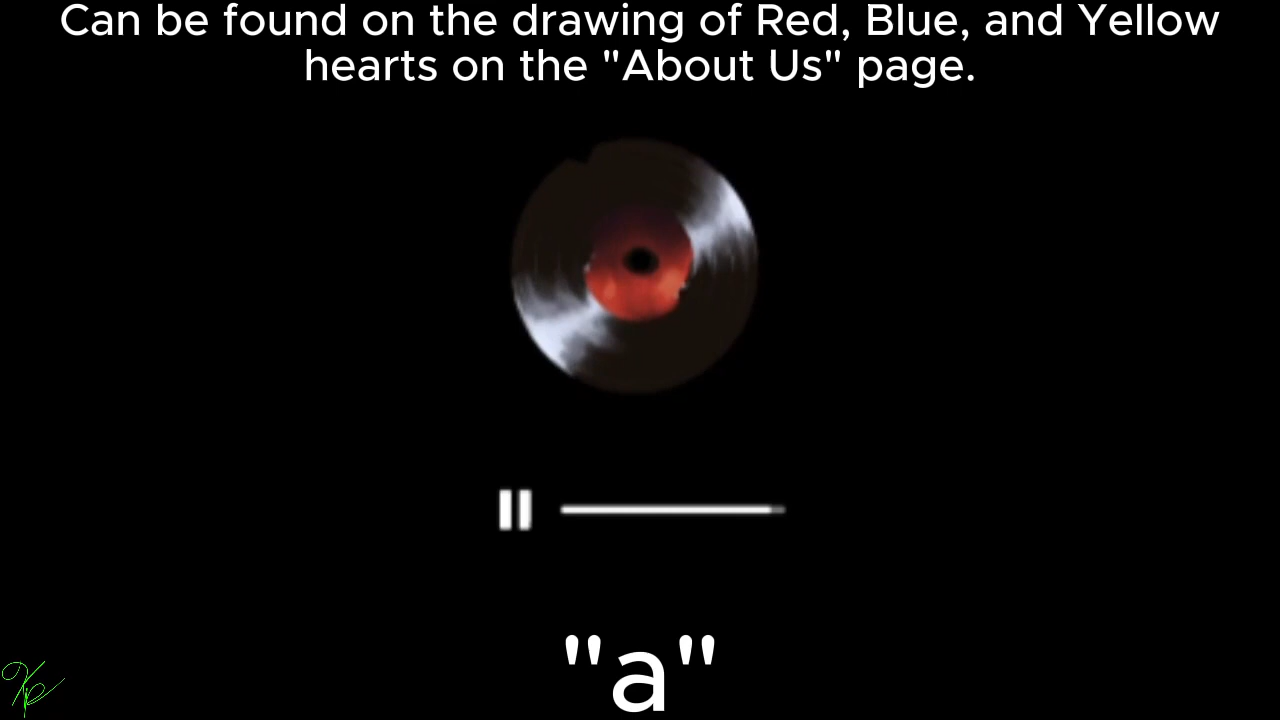 Can be found on the drawing of Red, Blue, and Yellow
hearts on the "About Us" page.
"a"